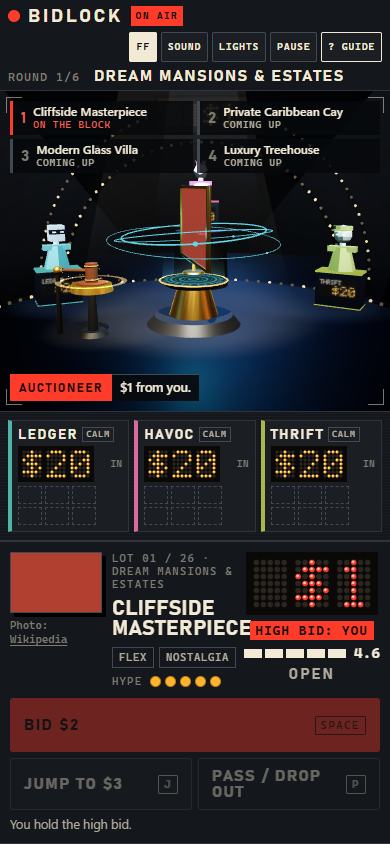 BIDLOCK ON AIR
FF SOUND LIGHTS PAUSE ? GUIDE
ROUND 1/6 DREAM MANSIONS & ESTATES
1 Cliffside Masterpiece
ON THE BLOCK
2 Private Caribbean Cay
COMING UP
3 Modern Glass Villa
COMING UP
4 Luxury Treehouse
COMING UP
THRIFT
$20
AUCTIONEER $1 from you.
LEDGER CALM
$20 IN
HAVOC CALM
$20 IN
THRIFT CALM
$20 IN
Photo:
Wikipedia
LOT 01 / 26 ·
DREAM MANSIONS &
ESTATES
CLIFFSIDE
MASTERPIECE
FLEX NOSTALGIA
HYPE
$1
HIGH BID: YOU
4.6
OPEN
BID $2 SPACE
JUMP TO $3 J
PASS / DROP
OUT P
You hold the high bid.